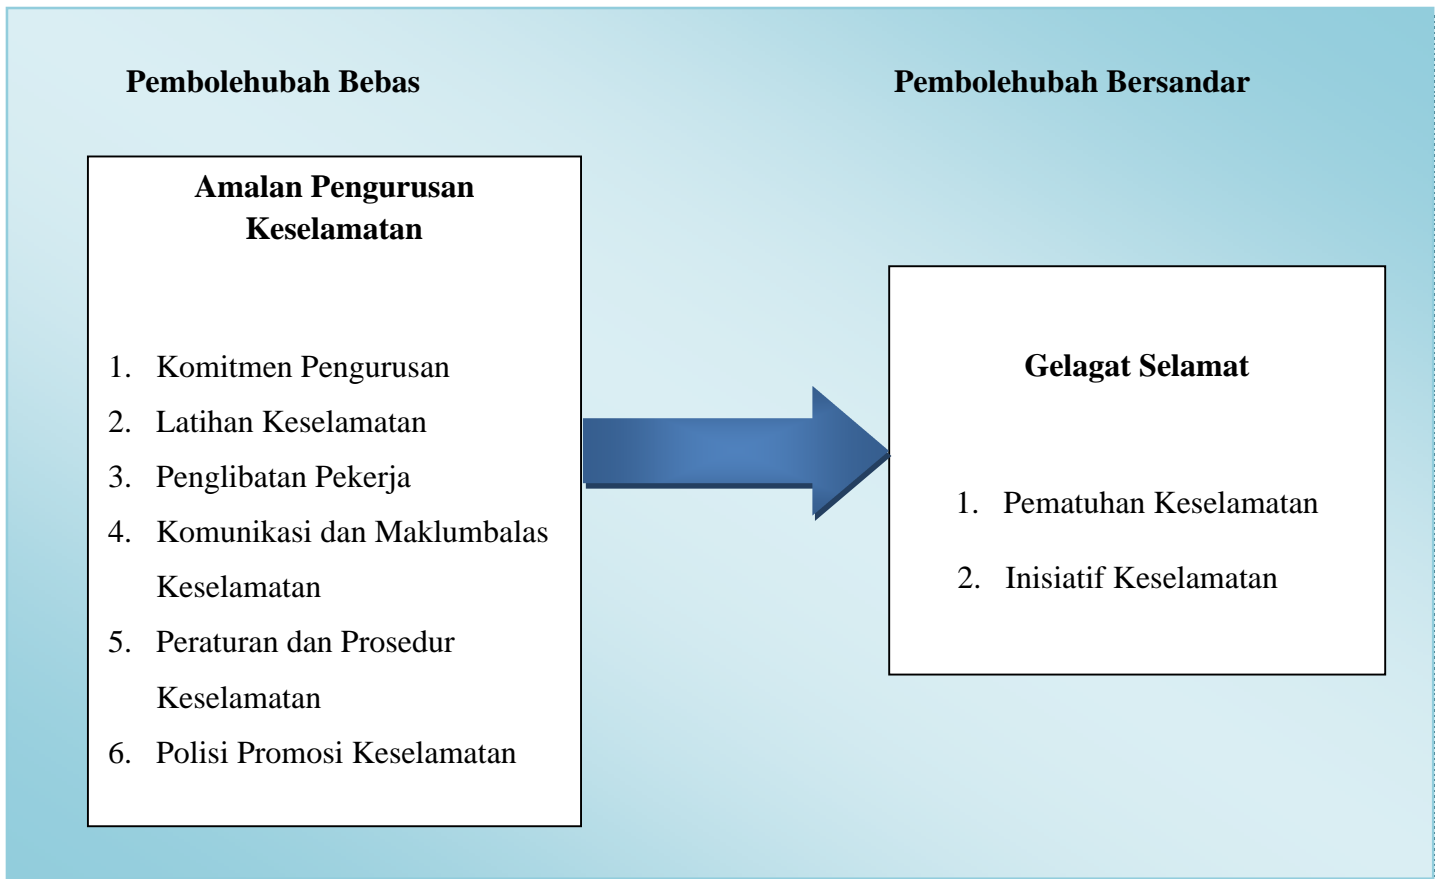 Pembolehubah Bebas
Pembolehubah Bersandar
Amalan Pengurusan
Keselamatan
1. Komitmen Pengurusan
2. Latihan Keselamatan
3. Penglibatan Pekerja
4. Komunikasi dan Maklumbalas
Keselamatan
5. Peraturan dan Prosedur
Keselamatan
6. Polisi Promosi Keselamatan
Gelagat Selamat
1. Pematuhan Keselamatan
2. Inisiatif Keselamatan